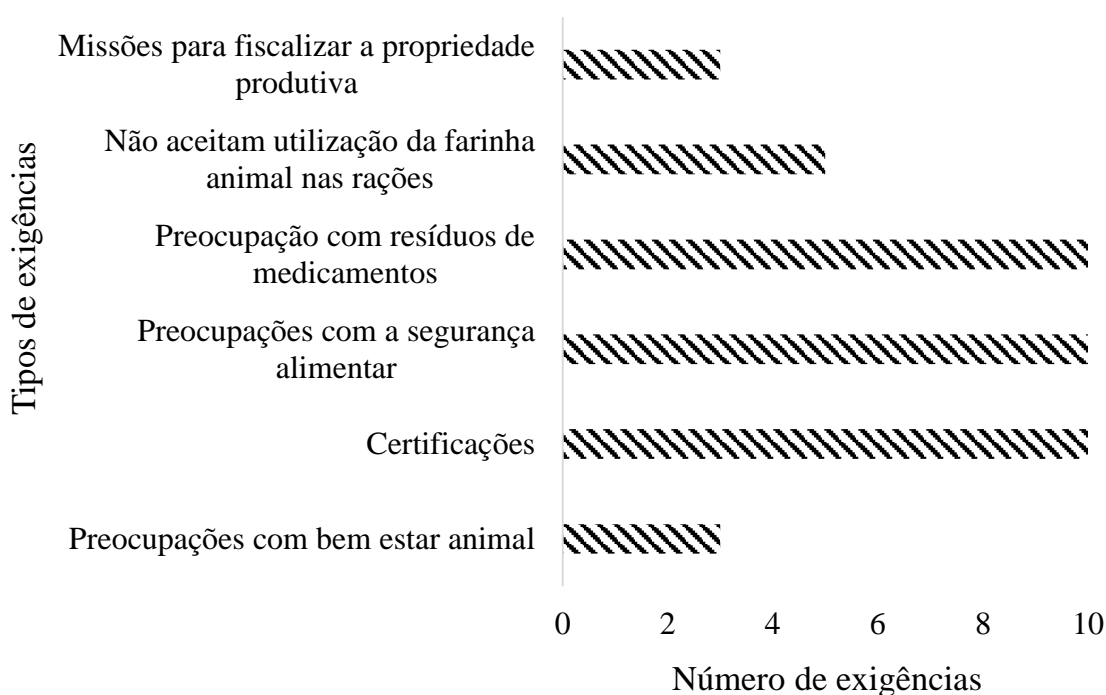 Missões para fiscalizar a propriedade
produtiva
Não aceitam utilização da farinha
animal nas rações
Preocupação com resíduos de
medicamentos
Preocupações com a segurança
alimentar
Certificações
Preocupações com bem estar animal
Tipos de exigências
0 2 4 6 8 10
Número de exigências